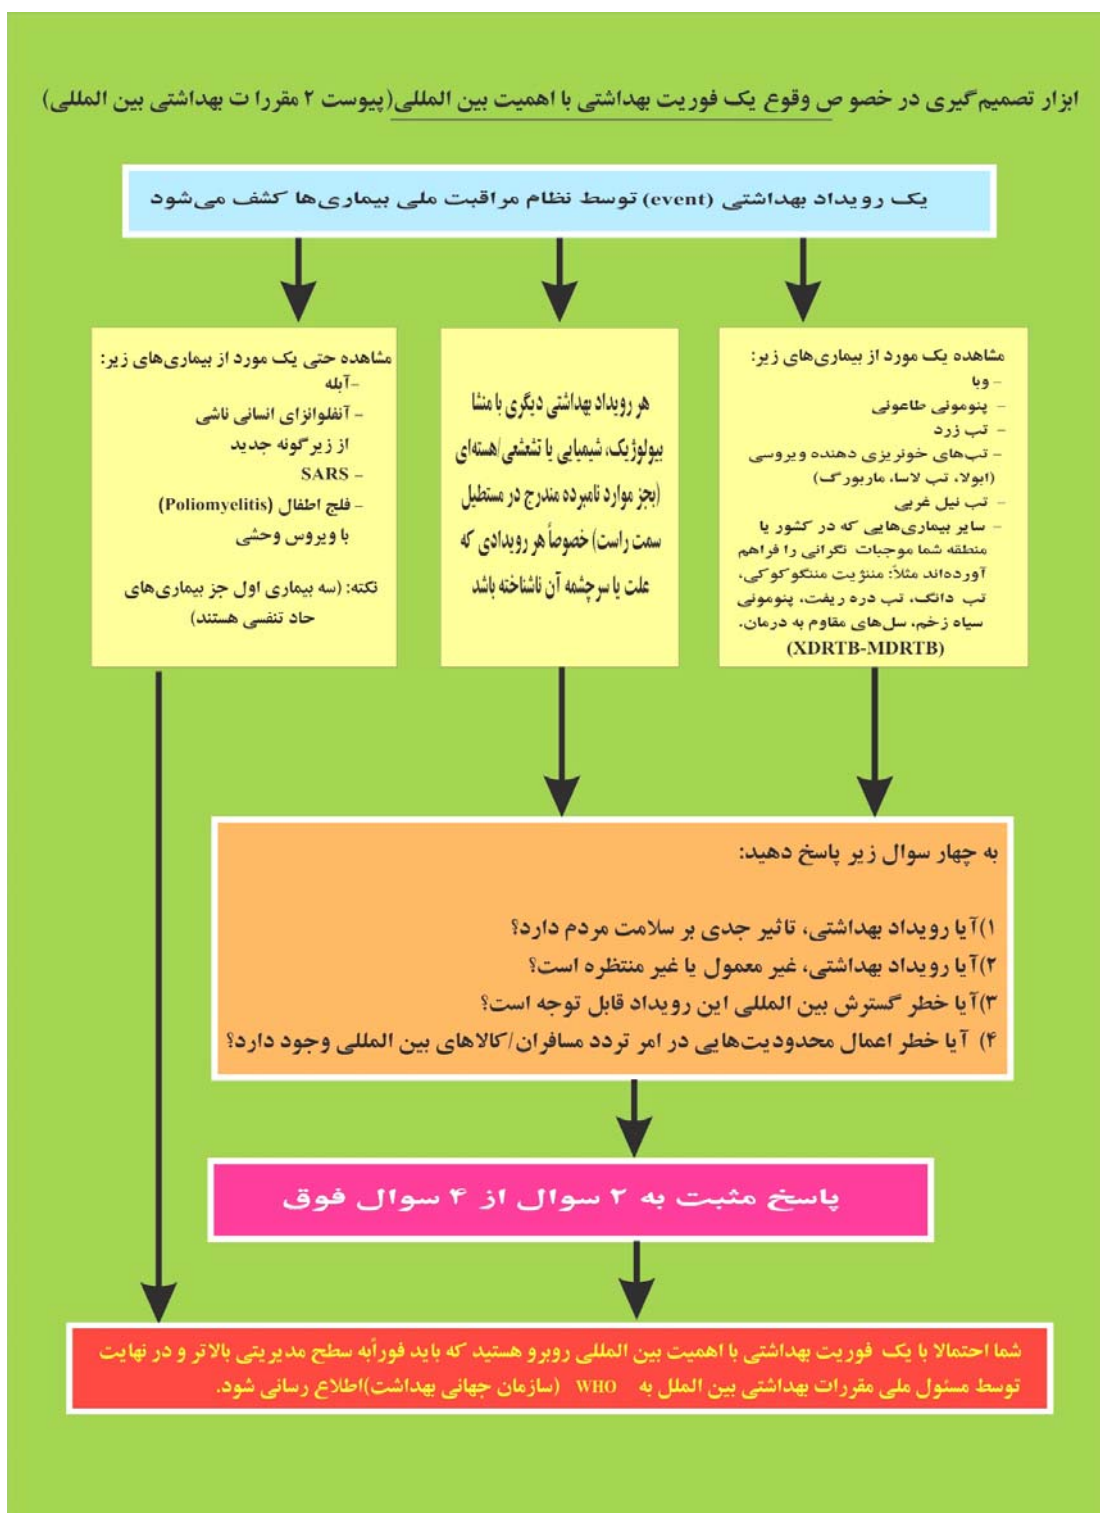 ابزار تصمیم‌گیری در خصو ص وقوع یک فوریت بهداشتی با اهمیت بین المللی(پیوست ۲ مقررا ت بهداشتی بین المللی)
یک رویداد بهداشتی (event) توسط نظام مراقبت ملی بیماری‌ها کشف می‌شود
مشاهده یک مورد از بیماری‌های زیر:
- وبا
- پنومونی طاعونی
- تب زرد
- تب‌های خونریزی دهنده ویروسی
(ابولا، تب لاسا، ماربورگ)
- تب نیل غربی
- سایر بیماری‌هایی که در کشور یا
منطقه شما موجبات نگرانی را فراهم
آورده‌اند مثلاً: مننژیت مننگوکوکی،
تب دانگ، تب دره ریفت، پنومونی
سیاه زخم، سل‌های مقاوم به درمان.
(XDRTB-MDRTB)
هر رویداد بهداشتی دیگری با منشا
بیولوژیک، شیمیایی یا تشعشعی/هسته‌ای
(بجز موارد نامبرده مندرج در مستطیل
سمت راست) خصوصاً هر رویدادی که
علت یا سرچشمه آن ناشناخته باشد
مشاهده حتی یک مورد از بیماری‌های زیر:
-آبله
- آنفلوانزای انسانی ناشی
از زیرگونه جدید
- SARS
- فلج اطفال (Poliomyelitis)
با ویروس وحشی
نکته: (سه بیماری اول جز بیماری‌های
حاد تنفسی هستند)
به چهار سوال زیر پاسخ دهید:
۱)آیا رویداد بهداشتی، تاثیر جدی بر سلامت مردم دارد؟
۲)آیا رویداد بهداشتی، غیر معمول یا غیر منتظره است؟
۳)آیا خطر گسترش بین المللی این رویداد قابل توجه است؟
۴) آیا خطر اعمال محدودیت‌هایی در امر تردد مسافران/کالاهای بین المللی وجود دارد؟
پاسخ مثبت به ۲ سوال از ۴ سوال فوق
شما احتمالا با یک فوریت بهداشتی با اهمیت بین المللی روبرو هستید که باید فوراًبه سطح مدیریتی بالاتر و در نهایت
توسط مسئول ملی مقررات بهداشتی بین الملل به WHO (سازمان جهانی بهداشت)اطلاع رسانی شود.